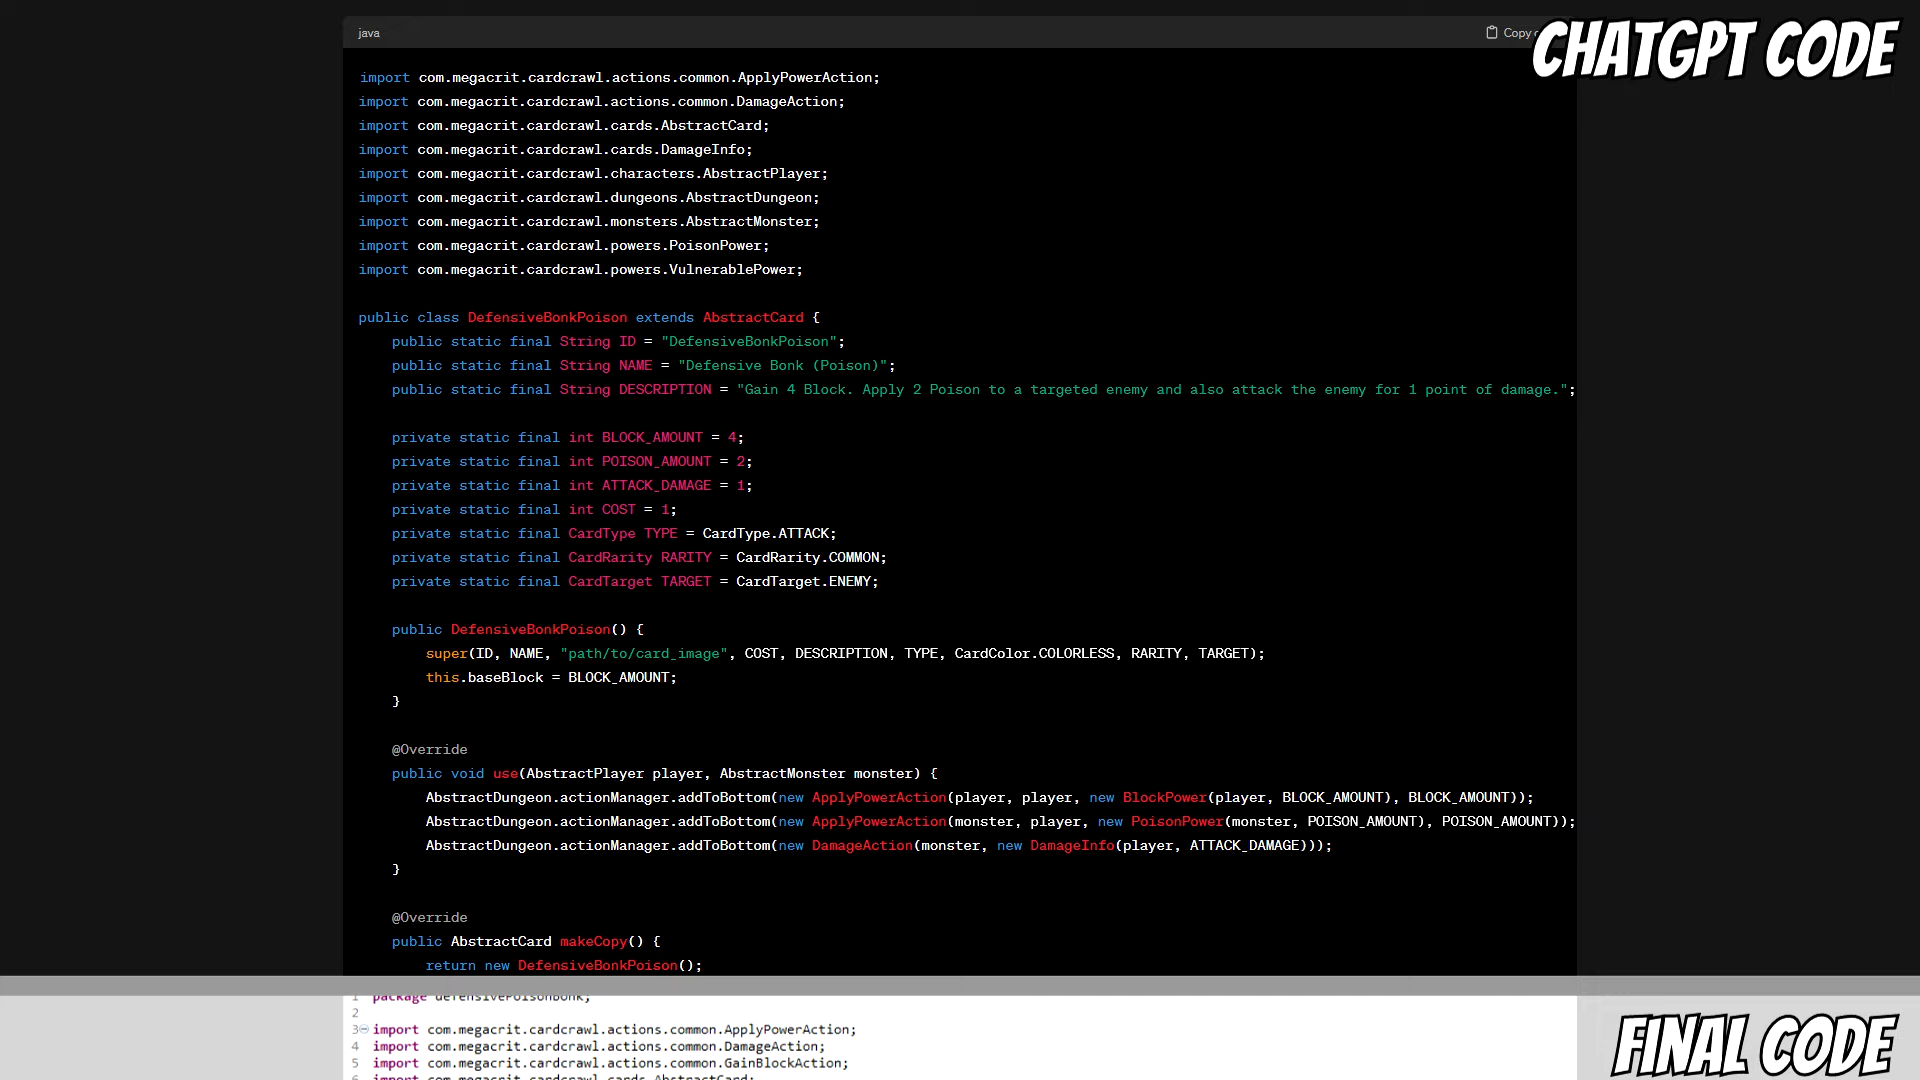 java
Copy
CHATGPT CODE
import com.megacrit.cardcrawl.actions.common.ApplyPowerAction;
import com.megacrit.cardcrawl.actions.common.DamageAction;
import com.megacrit.cardcrawl.cards.AbstractCard;
import com.megacrit.cardcrawl.cards.DamageInfo;
import com.megacrit.cardcrawl.characters.AbstractPlayer;
import com.megacrit.cardcrawl.dungeons.AbstractDungeon;
import com.megacrit.cardcrawl.monsters.AbstractMonster;
import com.megacrit.cardcrawl.powers.PoisonPower;
import com.megacrit.cardcrawl.powers.VulnerablePower;
public class DefensiveBonkPoison extends AbstractCard {
public static final String ID = "DefensiveBonkPoison";
public static final String NAME = "Defensive Bonk (Poison)";
public static final String DESCRIPTION = "Gain 4 Block. Apply 2 Poison to a targeted enemy and also attack the enemy for 1 point of damage.";
private static final int BLOCK_AMOUNT = 4;
private static final int POISON_AMOUNT = 2;
private static final int ATTACK_DAMAGE = 1;
private static final int COST = 1;
private static final CardType TYPE = CardType.ATTACK;
private static final CardRarity RARITY = CardRarity.COMMON;
private static final CardTarget TARGET = CardTarget.ENEMY;
public DefensiveBonkPoison() {
super(ID, NAME, "path/to/card_image", COST, DESCRIPTION, TYPE, CardColor.COLORLESS, RARITY, TARGET);
this.baseBlock = BLOCK_AMOUNT;
}
@Override
public void use(AbstractPlayer player, AbstractMonster monster) {
AbstractDungeon.actionManager.addToBottom(new ApplyPowerAction(player, player, new BlockPower(player, BLOCK_AMOUNT), BLOCK_AMOUNT));
AbstractDungeon.actionManager.addToBottom(new ApplyPowerAction(monster, player, new PoisonPower(monster, POISON_AMOUNT), POISON_AMOUNT));
AbstractDungeon.actionManager.addToBottom(new DamageAction(monster, new DamageInfo(player, ATTACK_DAMAGE)));
}
@Override
public AbstractCard makeCopy() {
return new DefensiveBonkPoison();
1 package defensivePoisonBonk;
2
3 import com.megacrit.cardcrawl.actions.common.ApplyPowerAction;
4 import com.megacrit.cardcrawl.actions.common.DamageAction;
5 import com.megacrit.cardcrawl.actions.common.GainBlockAction;
6 import com.megacrit.cardcrawl.cards.AbstractCard;
FINAL CODE